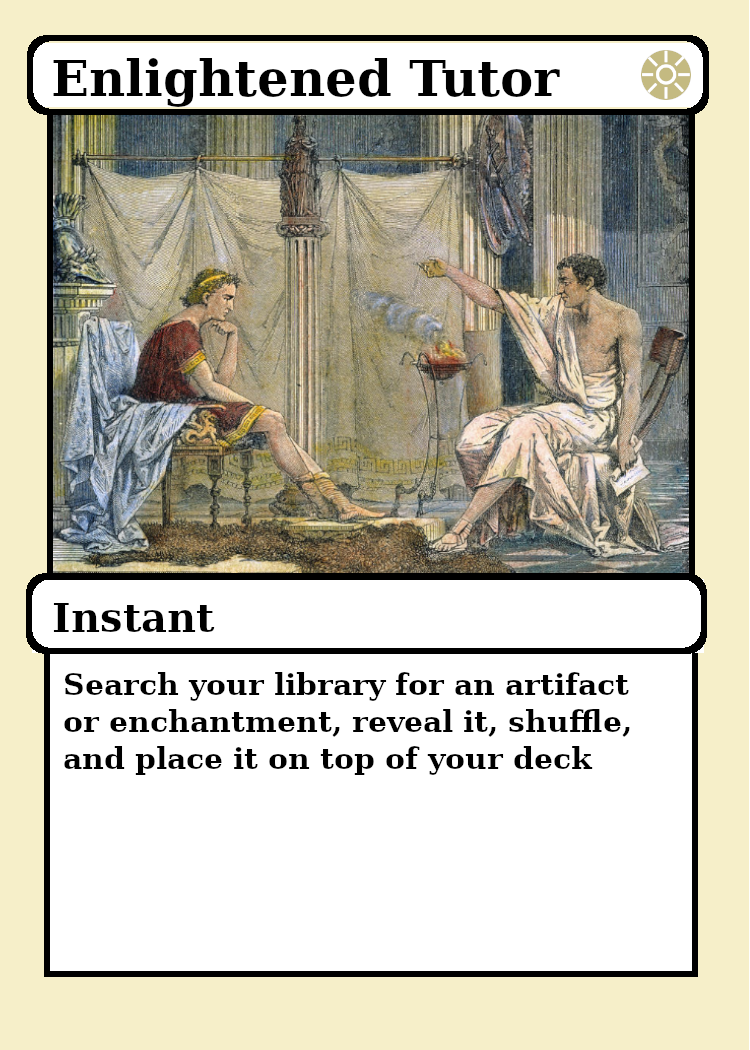 Enlightened Tutor
Instant
Search your library for an artifact
or enchantment, reveal it, shuffle,
and place it on top of your deck